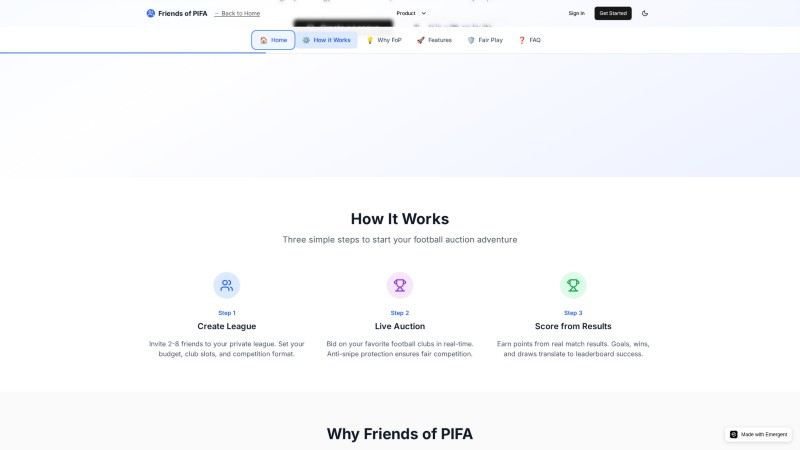 Friends of PIFA
← Back to Home
Product
Sign In
Get Started
🏠 Home
⚙️ How it Works
💡 Why FoP
🚀 Features
🛡️ Fair Play
❓ FAQ
How It Works
Three simple steps to start your football auction adventure
Step 1
Create League
Invite 2-8 friends to your private league. Set your
budget, club slots, and competition format.
Step 2
Live Auction
Bid on your favorite football clubs in real-time.
Anti-snipe protection ensures fair competition.
Step 3
Score from Results
Earn points from real match results. Goals, wins,
and draws translate to leaderboard success.
Why Friends of PIFA
Made with Emergent